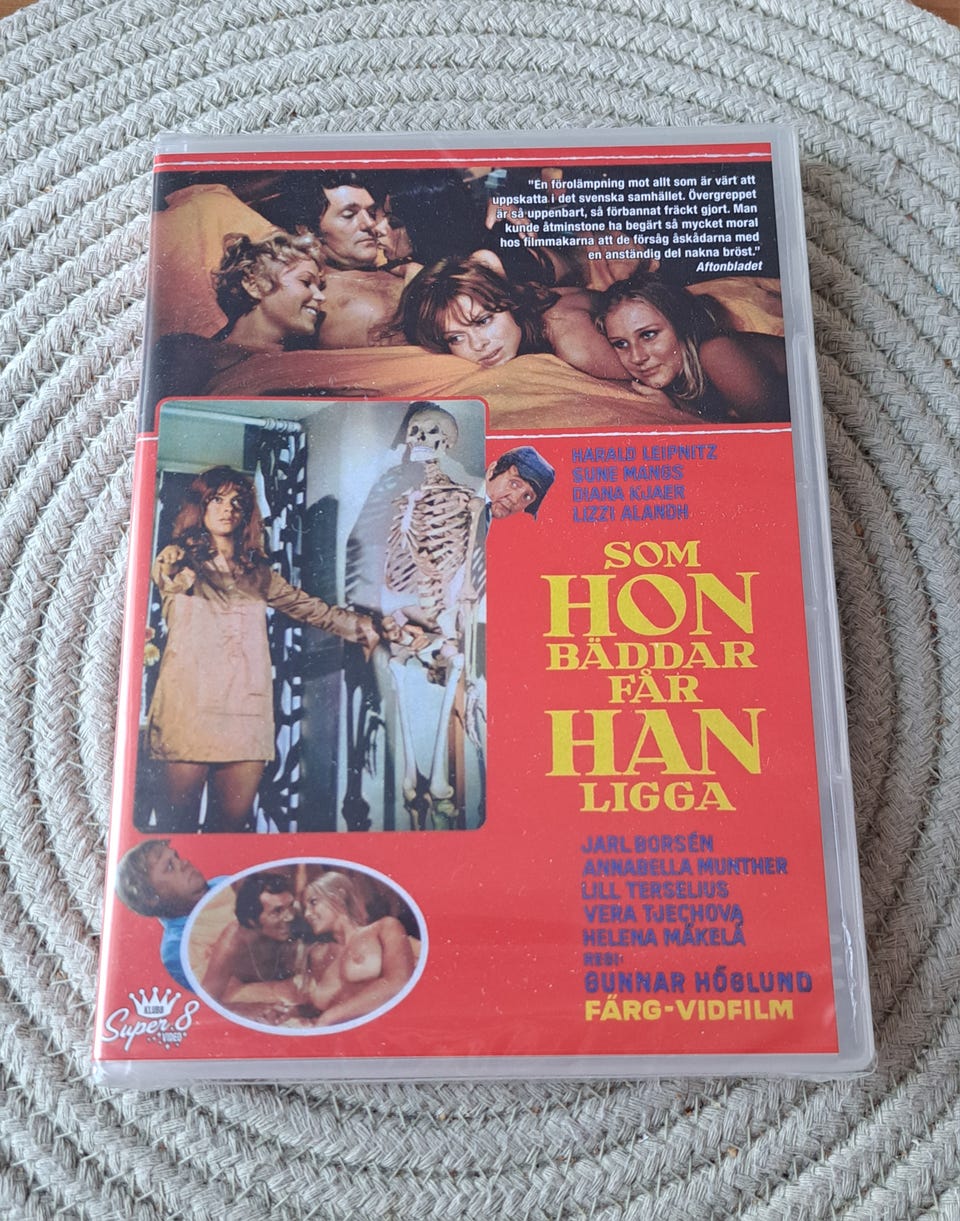 "En förolämpning mot allt som är värt att
uppskatta i det svenska samhället. Övergreppet
är så uppenbart, så förbannat fräckt gjort. Man
kunde åtminstone ha begärt så mycket moral
hos filmmakarna att de försåg åskådarna med
en anständig del nakna bröst."
Aftonbladet
HARALD LEIPNITZ
SUNE MANGS
DIANA KJAER
LIZZI ALANDH
SOM
HON
BÄDDAR
FÅR
HAN
LIGGA
JARL BORSÉN
ANNABELLA MUNTHER
LILL TERSELIUS
VERA TJECHOVA
HELENA MÄKELÄ
REGI:
GUNNAR HÖGLUND
FÄRG-VIDFILM
KLUBB
Super 8
VIDEO